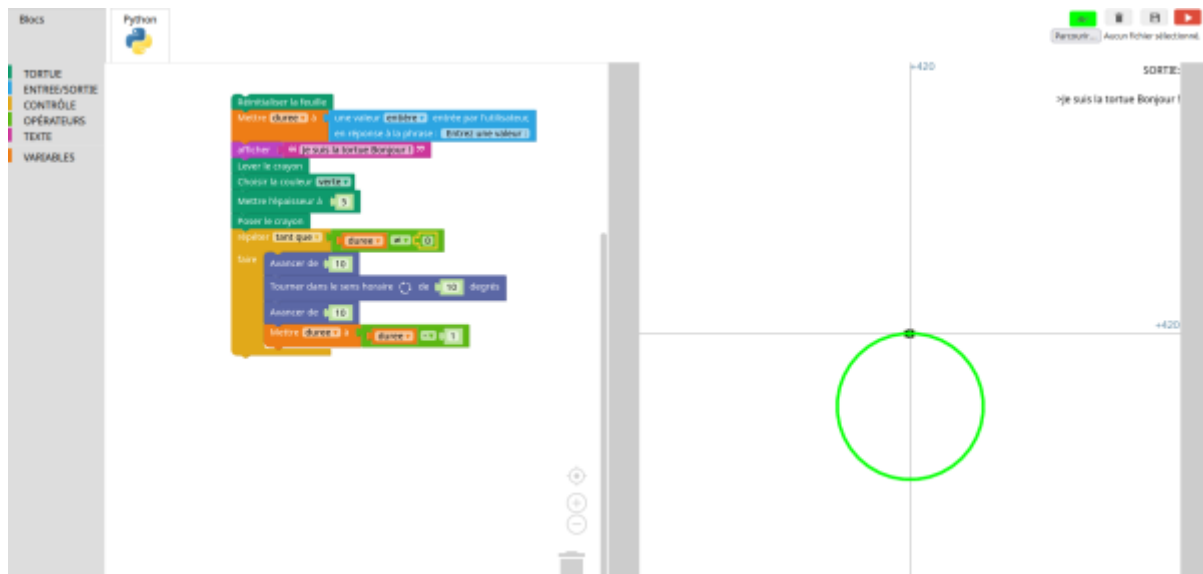 Blocs
Python
Parcourir... Aucun fichier sélectionné.
TORTUE
ENTREE/SORTIE
CONTRÔLE
OPÉRATEURS
TEXTE
VARIABLES
Réinitialiser la feuille
Mettre duree à une valeur entière entrée par l'utilisateur,
en réponse à la phrase : Entrez une valeur :
afficher “ je suis la tortue Bonjour ! ”
Lever le crayon
Choisir la couleur verte
Mettre l'épaisseur à 5
Poser le crayon
répéter tant que duree ≠ 0
faire
Avancer de 10
Tourner dans le sens horaire de 10 degrés
Avancer de 10
Mettre duree à duree - 1
+420
SORTIE:
>je suis la tortue Bonjour !
+420